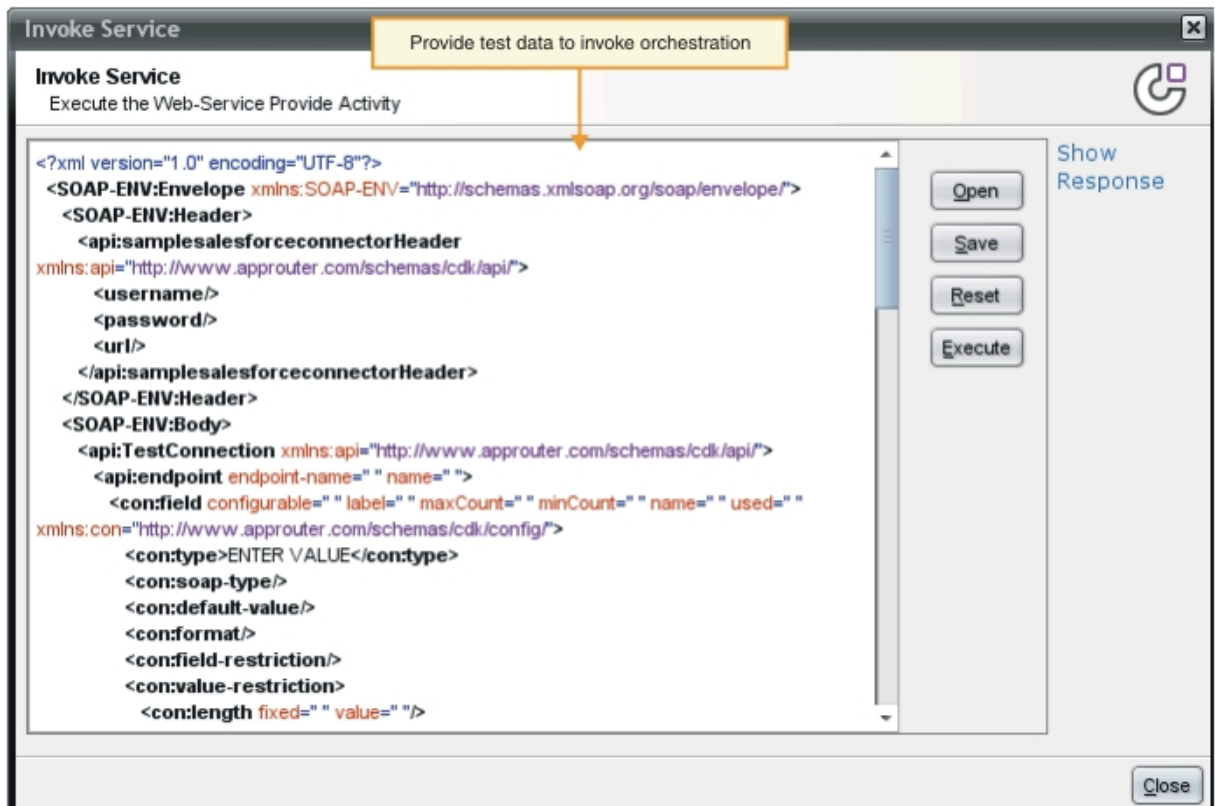 Invoke Service
Provide test data to invoke orchestration
Invoke Service
Execute the Web-Service Provide Activity
<?xml version="1.0" encoding="UTF-8"?>
<SOAP-ENV:Envelope xmlns:SOAP-ENV="http://schemas.xmlsoap.org/soap/envelope/">
<SOAP-ENV:Header>
<api:samplesalesforceconnectorHeader
xmlns:api="http://www.approuter.com/schemas/cdk/api/">
<username/>
<password/>
<url/>
</api:samplesalesforceconnectorHeader>
</SOAP-ENV:Header>
<SOAP-ENV:Body>
<api:TestConnection xmlns:api="http://www.approuter.com/schemas/cdk/api/">
<api:endpoint endpoint-name=" " name=" ">
<con:field configurable=" " label=" " maxCount=" " minCount=" " name=" " used=" "
xmlns:con="http://www.approuter.com/schemas/cdk/config/">
<con:type>ENTER VALUE</con:type>
<con:soap-type/>
<con:default-value/>
<con:format/>
<con:field-restriction/>
<con:value-restriction>
<con:length fixed=" " value=" "/>
Open
Save
Reset
Execute
Show
Response
Close